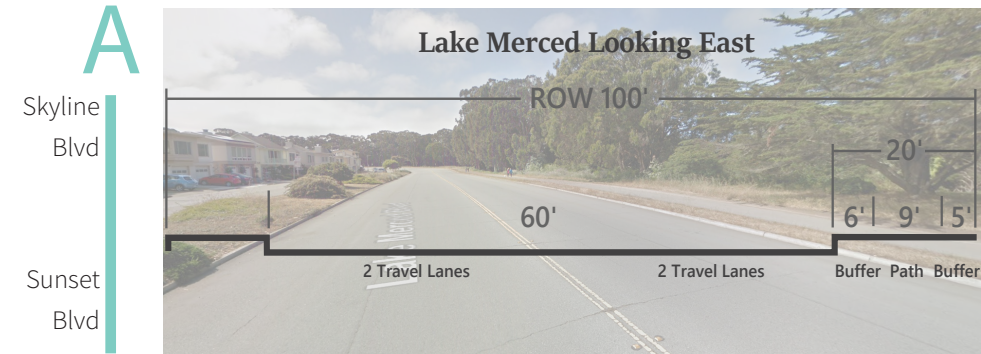 A
Skyline
Blvd
Sunset
Blvd
Lake Merced Looking East
ROW 100'
20'
60'
6' 9' 5'
2 Travel Lanes 2 Travel Lanes Buffer Path Buffer